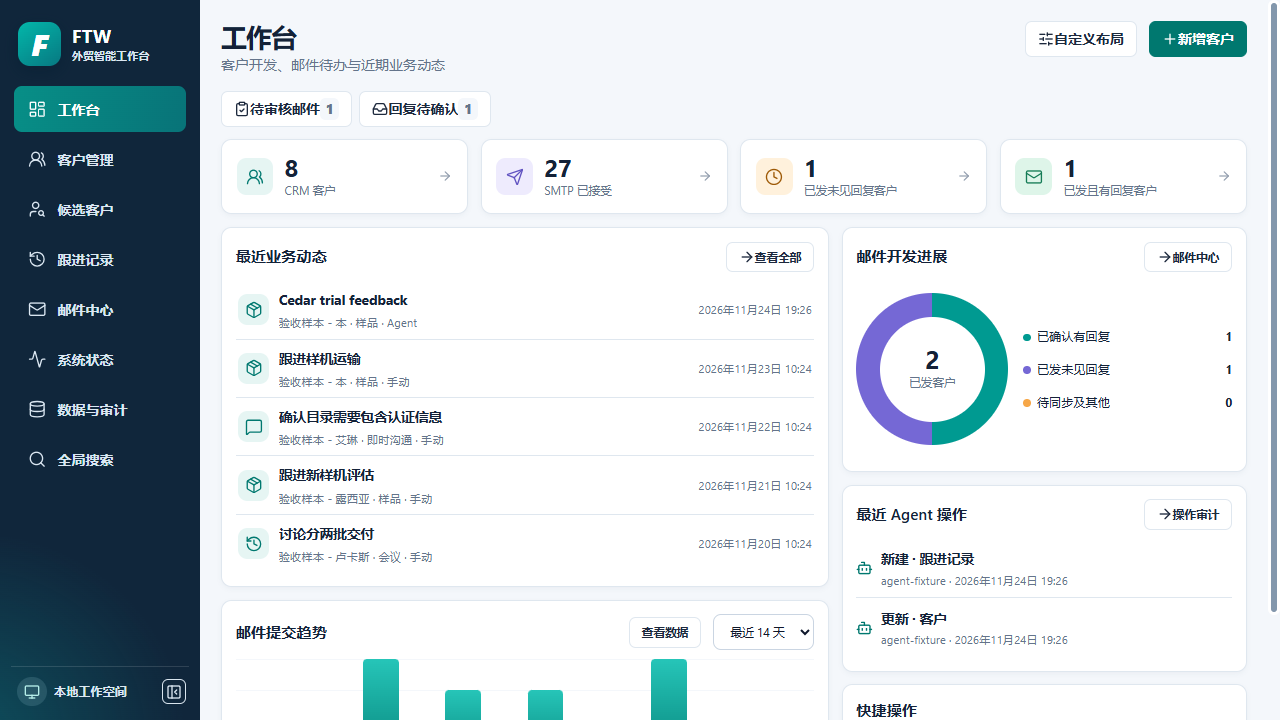 FTW
外贸智能工作台
工作台
客户管理
候选客户
跟进记录
邮件中心
系统状态
数据与审计
全局搜索
本地工作空间
工作台
客户开发、邮件待办与近期业务动态
自定义布局
新增客户
待审核邮件 1
回复待确认 1
8
CRM 客户
27
SMTP 已接受
1
已发未见回复客户
1
已发且有回复客户
最近业务动态
查看全部
Cedar trial feedback
验收样本 - 本 · 样品 · Agent
2026年11月24日 19:26
跟进样机运输
验收样本 - 本 · 样品 · 手动
2026年11月23日 10:24
确认目录需要包含认证信息
验收样本 - 艾琳 · 即时沟通 · 手动
2026年11月22日 10:24
跟进新样机评估
验收样本 - 露西亚 · 样品 · 手动
2026年11月21日 10:24
讨论分两批交付
验收样本 - 卢卡斯 · 会议 · 手动
2026年11月20日 10:24
邮件提交趋势
查看数据
最近 14 天
邮件开发进展
邮件中心
2
已发客户
已确认有回复 1
已发未见回复 1
待同步及其他 0
最近 Agent 操作
操作审计
新建 · 跟进记录
agent-fixture · 2026年11月24日 19:26
更新 · 客户
agent-fixture · 2026年11月24日 19:26
快捷操作